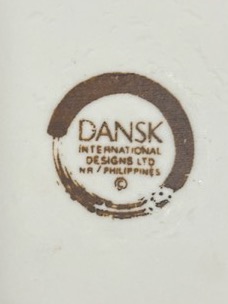 DANSK
INTERNATIONAL
DESIGNS LTD
NR/PHILIPPINES
©